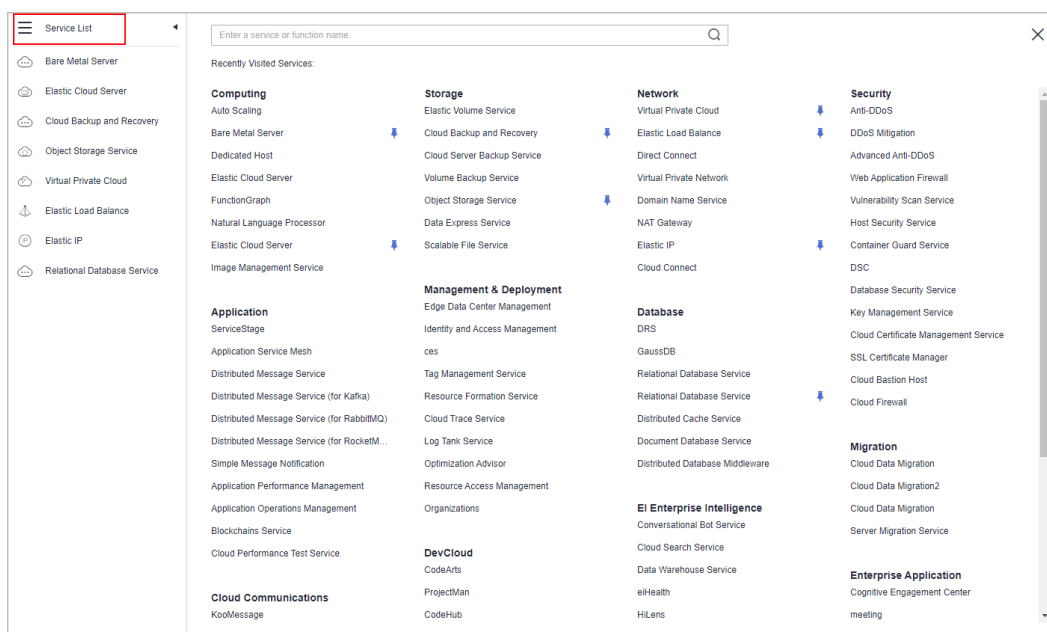 Service List
Bare Metal Server
Elastic Cloud Server
Cloud Backup and Recovery
Object Storage Service
Virtual Private Cloud
Elastic Load Balance
Elastic IP
Relational Database Service
Enter a service or function name.
Recently Visited Services:
Computing
Auto Scaling
Bare Metal Server
Dedicated Host
Elastic Cloud Server
FunctionGraph
Natural Language Processor
Elastic Cloud Server
Image Management Service
Application
ServiceStage
Application Service Mesh
Distributed Message Service
Distributed Message Service (for Kafka)
Distributed Message Service (for RabbitMQ)
Distributed Message Service (for RocketM...
Simple Message Notification
Application Performance Management
Application Operations Management
Blockchains Service
Cloud Performance Test Service
Cloud Communications
KooMessage
Storage
Elastic Volume Service
Cloud Backup and Recovery
Cloud Server Backup Service
Volume Backup Service
Object Storage Service
Data Express Service
Scalable File Service
Management & Deployment
Edge Data Center Management
Identity and Access Management
ces
Tag Management Service
Resource Formation Service
Cloud Trace Service
Log Tank Service
Optimization Advisor
Resource Access Management
Organizations
DevCloud
CodeArts
ProjectMan
CodeHub
Network
Virtual Private Cloud
Elastic Load Balance
Direct Connect
Virtual Private Network
Domain Name Service
NAT Gateway
Elastic IP
Cloud Connect
Database
DRS
GaussDB
Relational Database Service
Relational Database Service
Distributed Cache Service
Document Database Service
Distributed Database Middleware
EI Enterprise Intelligence
Conversational Bot Service
Cloud Search Service
Data Warehouse Service
eiHealth
HiLens
Security
Anti-DDoS
DDoS Mitigation
Advanced Anti-DDoS
Web Application Firewall
Vulnerability Scan Service
Host Security Service
Container Guard Service
DSC
Database Security Service
Key Management Service
Cloud Certificate Management Service
SSL Certificate Manager
Cloud Bastion Host
Cloud Firewall
Migration
Cloud Data Migration
Cloud Data Migration2
Cloud Data Migration
Server Migration Service
Enterprise Application
Cognitive Engagement Center
meeting